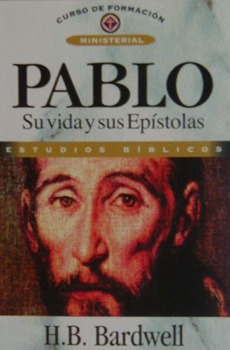 CURSO DE FORMACIÓN
MINISTERIAL
PABLO
Su vida y sus Epístolas
ESTUDIOS BÍBLICOS
H.B. Bardwell